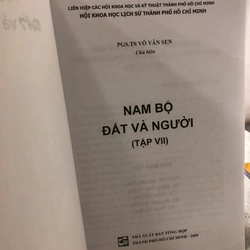 LIÊN HIỆP CÁC HỘI KHOA HỌC VÀ KỸ THUẬT THÀNH PHỐ HỒ CHÍ MINH
HỘI KHOA HỌC LỊCH SỬ THÀNH PHỐ HỒ CHÍ MINH
PGS.TS VÕ VĂN SEN
Chủ biên
NAM BỘ
ĐẤT VÀ NGƯỜI
(TẬP VII)
NHÀ XUẤT BẢN TỔNG HỢP
THÀNH PHỐ HỒ CHÍ MINH - 2009